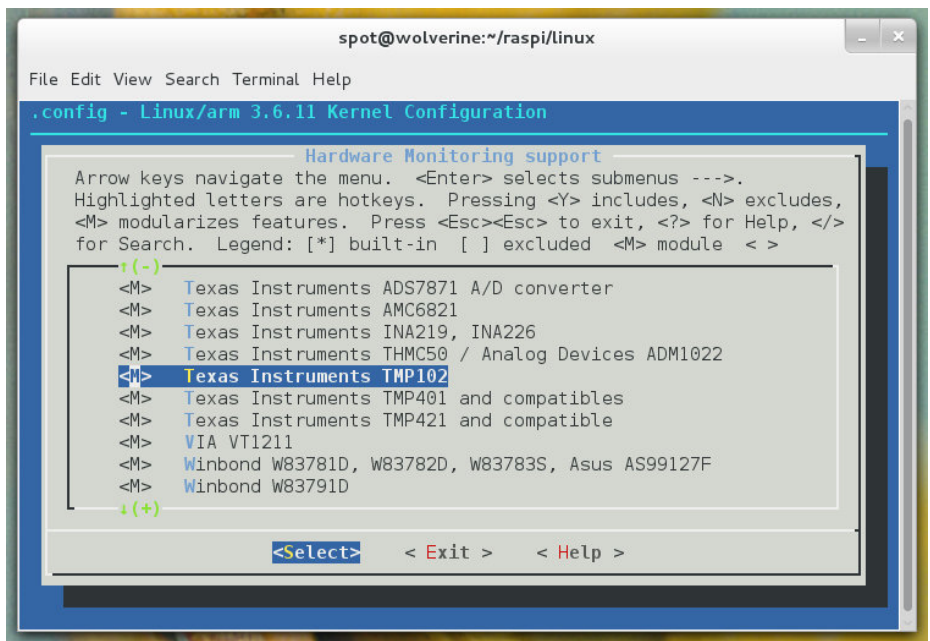 spot@wolverine:~/raspi/linux
File Edit View Search Terminal Help
.config - Linux/arm 3.6.11 Kernel Configuration
Hardware Monitoring support
Arrow keys navigate the menu.  <Enter> selects submenus --->.
Highlighted letters are hotkeys.  Pressing <Y> includes, <N> excludes,
<M> modularizes features.  Press <Esc><Esc> to exit, <?> for Help, </>
for Search.  Legend: [*] built-in  [ ] excluded  <M> module  < >
↑(-)
<M>   Texas Instruments ADS7871 A/D converter
<M>   Texas Instruments AMC6821
<M>   Texas Instruments INA219, INA226
<M>   Texas Instruments THMC50 / Analog Devices ADM1022
<M>   Texas Instruments TMP102
<M>   Texas Instruments TMP401 and compatibles
<M>   Texas Instruments TMP421 and compatible
<M>   VIA VT1211
<M>   Winbond W83781D, W83782D, W83783S, Asus AS99127F
<M>   Winbond W83791D
↓(+)
<Select>    < Exit >    < Help >